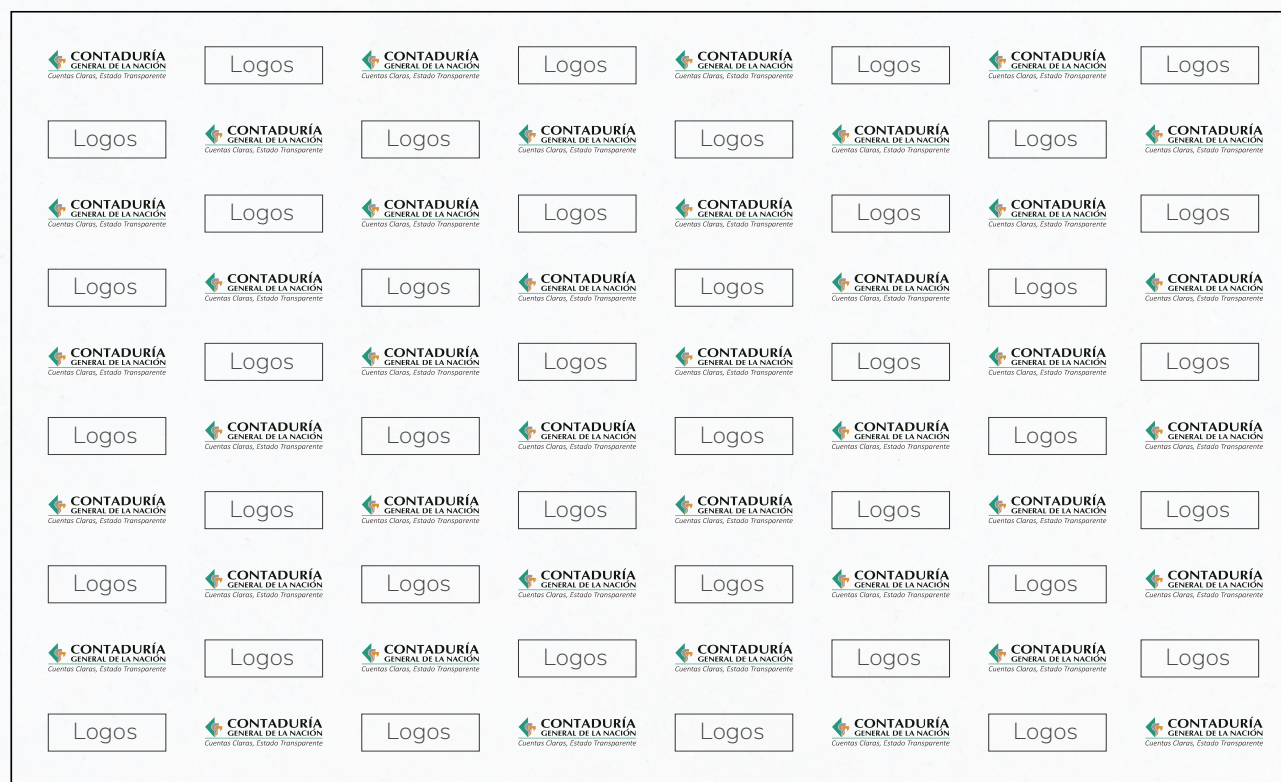 CONTADURÍA Logos CONTADURÍA Logos CONTADURÍA Logos CONTADURÍA Logos
GENERAL DE LA NACIÓN GENERAL DE LA NACIÓN GENERAL DE LA NACIÓN GENERAL DE LA NACIÓN
Cuentas Claras, Estado Transparente Cuentas Claras, Estado Transparente Cuentas Claras, Estado Transparente Cuentas Claras, Estado Transparente
Logos CONTADURÍA Logos CONTADURÍA Logos CONTADURÍA Logos CONTADURÍA
GENERAL DE LA NACIÓN GENERAL DE LA NACIÓN GENERAL DE LA NACIÓN GENERAL DE LA NACIÓN
Cuentas Claras, Estado Transparente Cuentas Claras, Estado Transparente Cuentas Claras, Estado Transparente Cuentas Claras, Estado Transparente
CONTADURÍA Logos CONTADURÍA Logos CONTADURÍA Logos CONTADURÍA Logos
GENERAL DE LA NACIÓN GENERAL DE LA NACIÓN GENERAL DE LA NACIÓN GENERAL DE LA NACIÓN
Cuentas Claras, Estado Transparente Cuentas Claras, Estado Transparente Cuentas Claras, Estado Transparente Cuentas Claras, Estado Transparente
Logos CONTADURÍA Logos CONTADURÍA Logos CONTADURÍA Logos CONTADURÍA
GENERAL DE LA NACIÓN GENERAL DE LA NACIÓN GENERAL DE LA NACIÓN GENERAL DE LA NACIÓN
Cuentas Claras, Estado Transparente Cuentas Claras, Estado Transparente Cuentas Claras, Estado Transparente Cuentas Claras, Estado Transparente
CONTADURÍA Logos CONTADURÍA Logos CONTADURÍA Logos CONTADURÍA Logos
GENERAL DE LA NACIÓN GENERAL DE LA NACIÓN GENERAL DE LA NACIÓN GENERAL DE LA NACIÓN
Cuentas Claras, Estado Transparente Cuentas Claras, Estado Transparente Cuentas Claras, Estado Transparente Cuentas Claras, Estado Transparente
Logos CONTADURÍA Logos CONTADURÍA Logos CONTADURÍA Logos CONTADURÍA
GENERAL DE LA NACIÓN GENERAL DE LA NACIÓN GENERAL DE LA NACIÓN GENERAL DE LA NACIÓN
Cuentas Claras, Estado Transparente Cuentas Claras, Estado Transparente Cuentas Claras, Estado Transparente Cuentas Claras, Estado Transparente
CONTADURÍA Logos CONTADURÍA Logos CONTADURÍA Logos CONTADURÍA Logos
GENERAL DE LA NACIÓN GENERAL DE LA NACIÓN GENERAL DE LA NACIÓN GENERAL DE LA NACIÓN
Cuentas Claras, Estado Transparente Cuentas Claras, Estado Transparente Cuentas Claras, Estado Transparente Cuentas Claras, Estado Transparente
Logos CONTADURÍA Logos CONTADURÍA Logos CONTADURÍA Logos CONTADURÍA
GENERAL DE LA NACIÓN GENERAL DE LA NACIÓN GENERAL DE LA NACIÓN GENERAL DE LA NACIÓN
Cuentas Claras, Estado Transparente Cuentas Claras, Estado Transparente Cuentas Claras, Estado Transparente Cuentas Claras, Estado Transparente
CONTADURÍA Logos CONTADURÍA Logos CONTADURÍA Logos CONTADURÍA Logos
GENERAL DE LA NACIÓN GENERAL DE LA NACIÓN GENERAL DE LA NACIÓN GENERAL DE LA NACIÓN
Cuentas Claras, Estado Transparente Cuentas Claras, Estado Transparente Cuentas Claras, Estado Transparente Cuentas Claras, Estado Transparente
Logos CONTADURÍA Logos CONTADURÍA Logos CONTADURÍA Logos CONTADURÍA
GENERAL DE LA NACIÓN GENERAL DE LA NACIÓN GENERAL DE LA NACIÓN GENERAL DE LA NACIÓN
Cuentas Claras, Estado Transparente Cuentas Claras, Estado Transparente Cuentas Claras, Estado Transparente Cuentas Claras, Estado Transparente